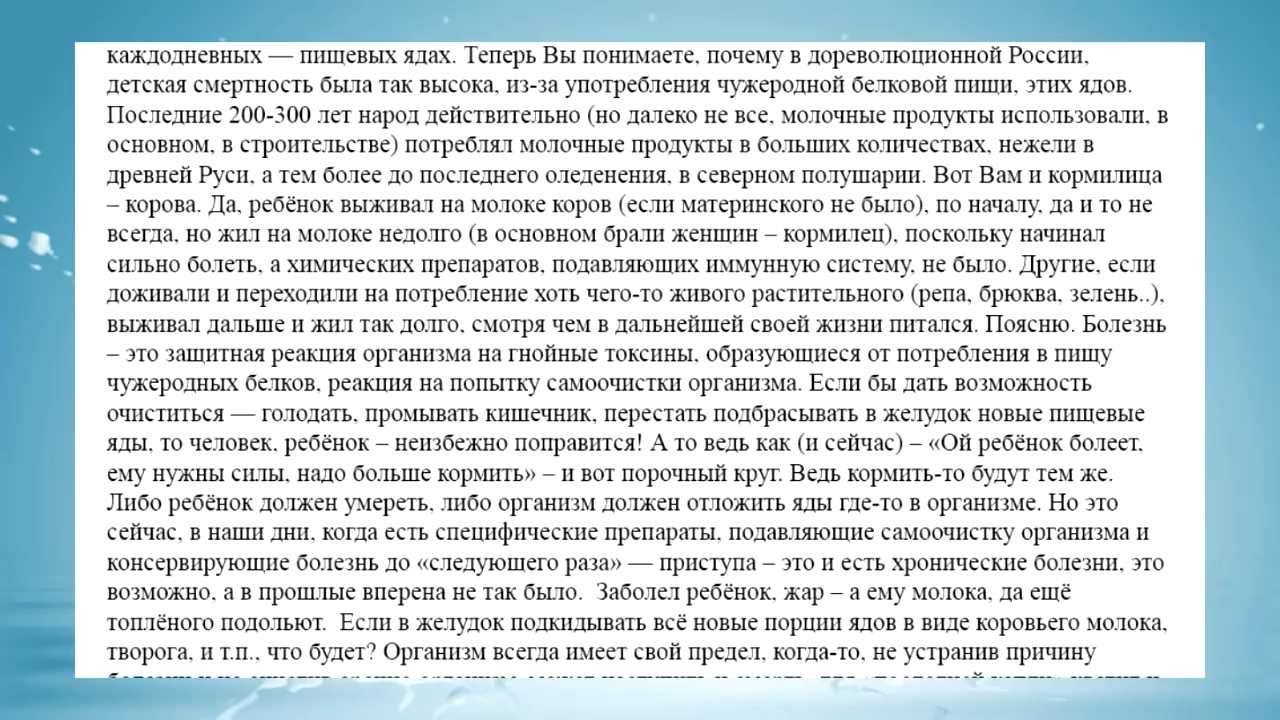 каждодневных — пищевых ядах. Теперь Вы понимаете, почему в дореволюционной России,
детская смертность была так высока, из-за употребления чужеродной белковой пищи, этих ядов.
Последние 200-300 лет народ действительно (но далеко не все, молочные продукты использовали, в
основном, в строительстве) потреблял молочные продукты в больших количествах, нежели в
древней Руси, а тем более до последнего оледенения, в северном полушарии. Вот Вам и кормилица
– корова. Да, ребёнок выживал на молоке коров (если материнского не было), по началу, да и то не
всегда, но жил на молоке недолго (в основном брали женщин – кормилец), поскольку начинал
сильно болеть, а химических препаратов, подавляющих иммунную систему, не было. Другие, если
доживали и переходили на потребление хоть чего-то живого растительного (репа, брюква, зелень..),
выживал дальше и жил так долго, смотря чем в дальнейшей своей жизни питался. Поясню. Болезнь
– это защитная реакция организма на гнойные токсины, образующиеся от потребления в пищу
чужеродных белков, реакция на попытку самоочистки организма. Если бы дать возможность
очиститься — голодать, промывать кишечник, перестать подбрасывать в желудок новые пищевые
яды, то человек, ребёнок – неизбежно поправится! А то ведь как (и сейчас) – «Ой ребёнок болеет,
ему нужны силы, надо больше кормить» – и вот порочный круг. Ведь кормить-то будут тем же.
Либо ребёнок должен умереть, либо организм должен отложить яды где-то в организме. Но это
сейчас, в наши дни, когда есть специфические препараты, подавляющие самоочистку организма и
консервирующие болезнь до «следующего раза» — приступа – это и есть хронические болезни, это
возможно, а в прошлые вперена не так было. Заболел ребёнок, жар – а ему молока, да ещё
топлёного подольют. Если в желудок подкидывать всё новые порции ядов в виде коровьего молока,
творога, и т.п., что будет? Организм всегда имеет свой предел, когда-то, не устранив причину